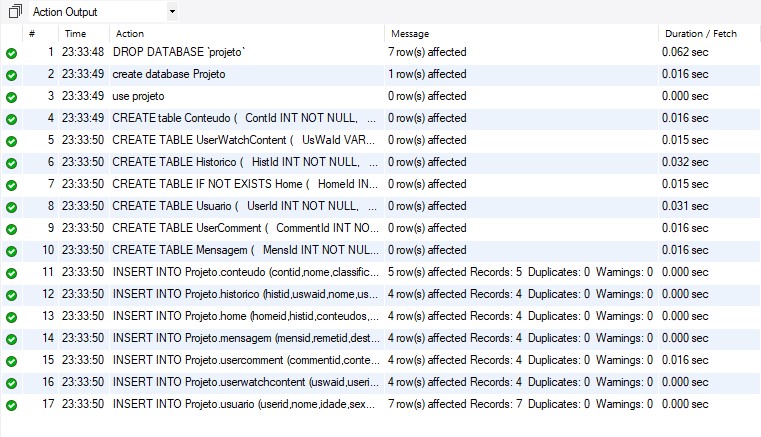 Action Output
# Time Action Message Duration / Fetch
1 23:33:48 DROP DATABASE `projeto` 7 row(s) affected 0.062 sec
2 23:33:49 create database Projeto 1 row(s) affected 0.016 sec
3 23:33:49 use projeto 0 row(s) affected 0.000 sec
4 23:33:49 CREATE table Conteudo ( ContId INT NOT NULL, ... 0 row(s) affected 0.016 sec
5 23:33:50 CREATE TABLE UserWatchContent ( UsWaId VAR... 0 row(s) affected 0.015 sec
6 23:33:50 CREATE TABLE Historico ( HistId INT NOT NULL, ... 0 row(s) affected 0.032 sec
7 23:33:50 CREATE TABLE IF NOT EXISTS Home ( HomeId IN... 0 row(s) affected 0.015 sec
8 23:33:50 CREATE TABLE Usuario ( UserId INT NOT NULL, ... 0 row(s) affected 0.031 sec
9 23:33:50 CREATE TABLE UserComment ( CommentId INT NO... 0 row(s) affected 0.016 sec
10 23:33:50 CREATE TABLE Mensagem ( MensId INT NOT NUL... 0 row(s) affected 0.016 sec
11 23:33:50 INSERT INTO Projeto.conteudo (contid,nome,classific... 5 row(s) affected Records: 5 Duplicates: 0 Warnings: 0 0.000 sec
12 23:33:50 INSERT INTO Projeto.historico (histid,uswaid,nome,us... 4 row(s) affected Records: 4 Duplicates: 0 Warnings: 0 0.000 sec
13 23:33:50 INSERT INTO Projeto.home (homeid,histid,conteudos,... 4 row(s) affected Records: 4 Duplicates: 0 Warnings: 0 0.000 sec
14 23:33:50 INSERT INTO Projeto.mensagem (mensid,remetid,dest... 4 row(s) affected Records: 4 Duplicates: 0 Warnings: 0 0.000 sec
15 23:33:50 INSERT INTO Projeto.usercomment (commentid,conte... 4 row(s) affected Records: 4 Duplicates: 0 Warnings: 0 0.016 sec
16 23:33:50 INSERT INTO Projeto.userwatchcontent (uswaid,useri... 4 row(s) affected Records: 4 Duplicates: 0 Warnings: 0 0.000 sec
17 23:33:50 INSERT INTO Projeto.usuario (userid,nome,idade,sex... 7 row(s) affected Records: 7 Duplicates: 0 Warnings: 0 0.000 sec